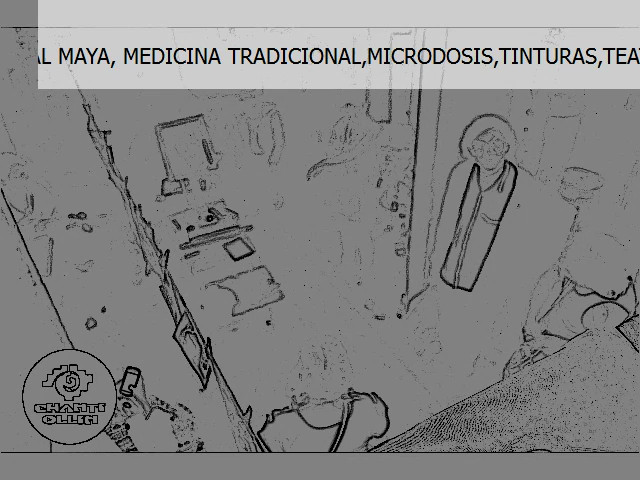 AL MAYA, MEDICINA TRADICIONAL,MICRODOSIS,TINTURAS,TEA
CHANTI
OLLIN